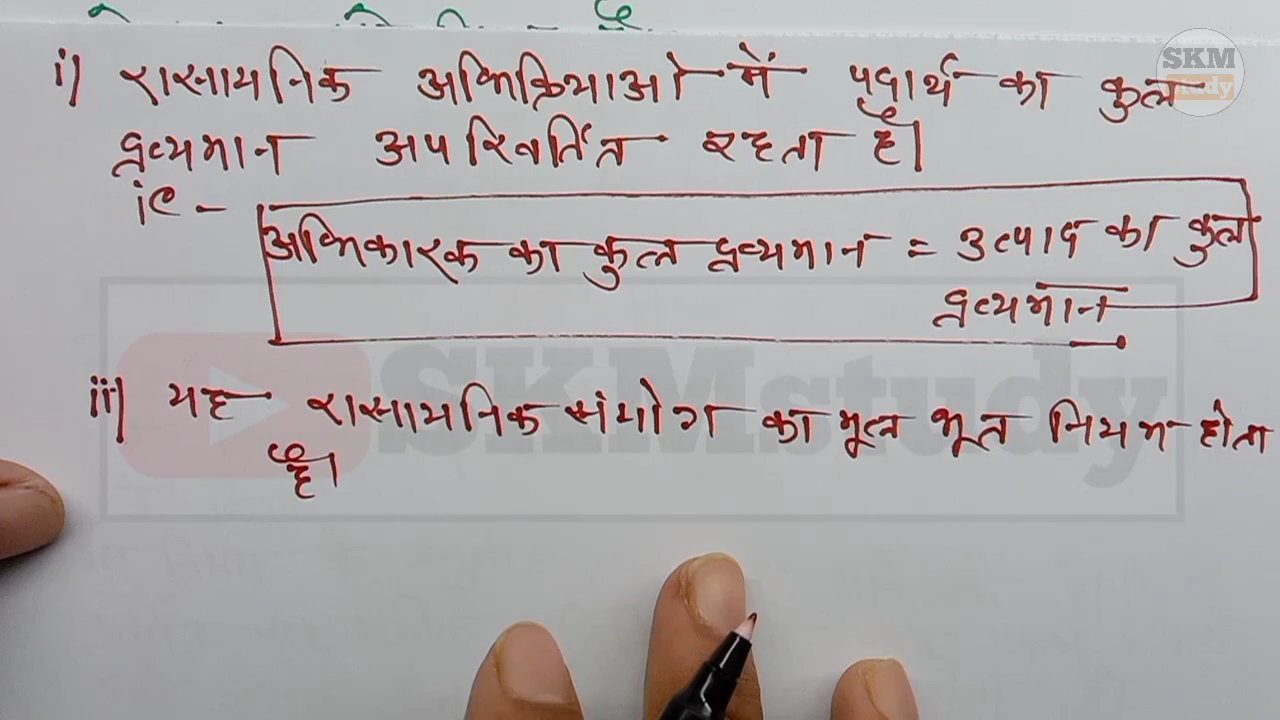 SKM
Study
i) रासायनिक अभिक्रियाओं में पदार्थ का कुल
द्रव्यमान अपरिवर्तित रहता है।
ie -
अभिकारक का कुल द्रव्यमान = उत्पाद का कुल
द्रव्यमान
SKMstudy
ii) यह रासायनिक संयोग का मूल भूत नियम होता
है।